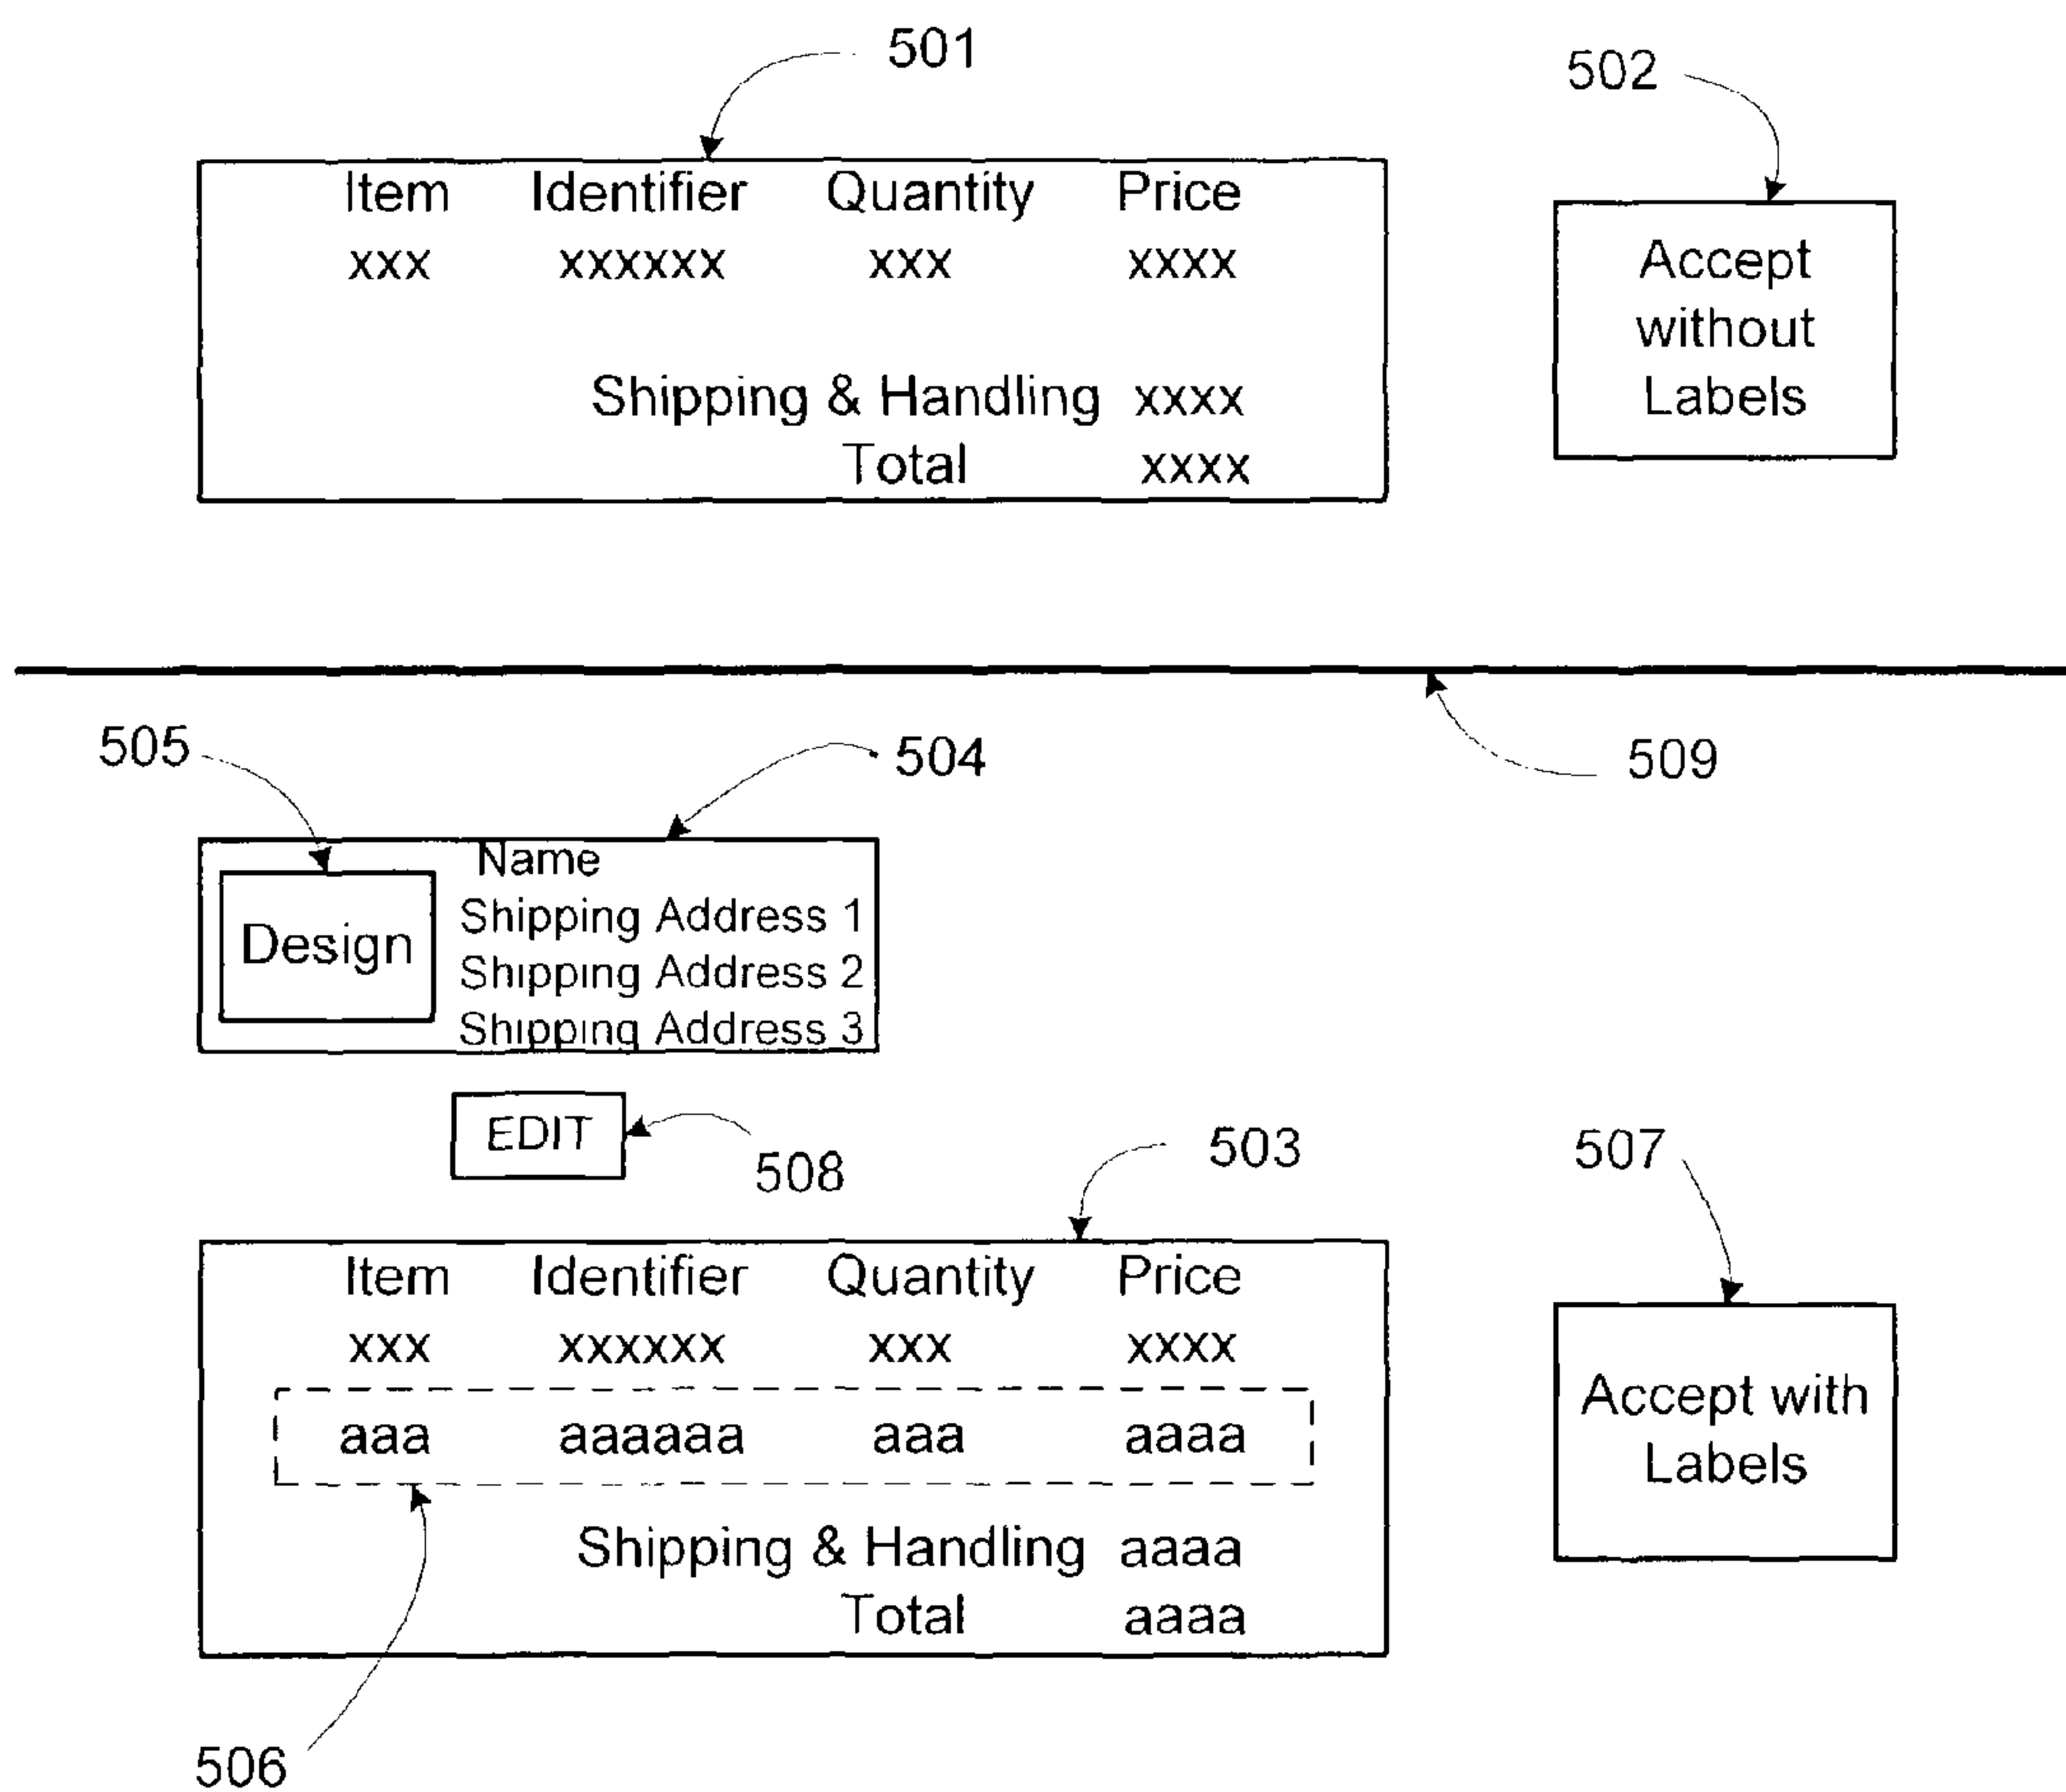 501
502
Item Identifier Quantity Price
xxx xxxxxx xxx xxxx
Shipping & Handling xxxx
Total xxxx
Accept
without
Labels
509
505
504
Design
Name
Shipping Address 1
Shipping Address 2
Shipping Address 3
EDIT
508
503
507
Item Identifier Quantity Price
xxx xxxxxx xxx xxxx
aaa aaaaaa aaa aaaa
Shipping & Handling aaaa
Total aaaa
Accept with
Labels
506